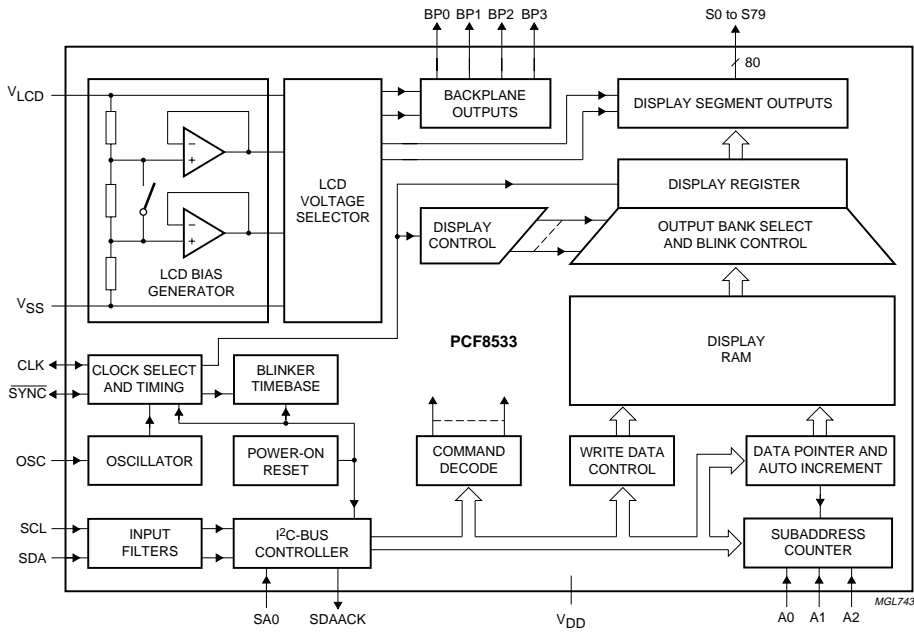 BP0 BP1 BP2 BP3
S0 to S79
80
VLCD
BACKPLANE
OUTPUTS
DISPLAY SEGMENT OUTPUTS
−
+
−
+
LCD
VOLTAGE
SELECTOR
LCD BIAS
GENERATOR
DISPLAY REGISTER
DISPLAY
CONTROL
OUTPUT BANK SELECT
AND BLINK CONTROL
VSS
PCF8533
DISPLAY
RAM
CLK
SYNC
CLOCK SELECT
AND TIMING
BLINKER
TIMEBASE
OSC
OSCILLATOR
POWER-ON
RESET
COMMAND
DECODE
WRITE DATA
CONTROL
DATA POINTER AND
AUTO INCREMENT
SCL
SDA
INPUT
FILTERS
I2C-BUS
CONTROLLER
SUBADDRESS
COUNTER
SA0
SDAACK
VDD
A0 A1 A2
MGL743